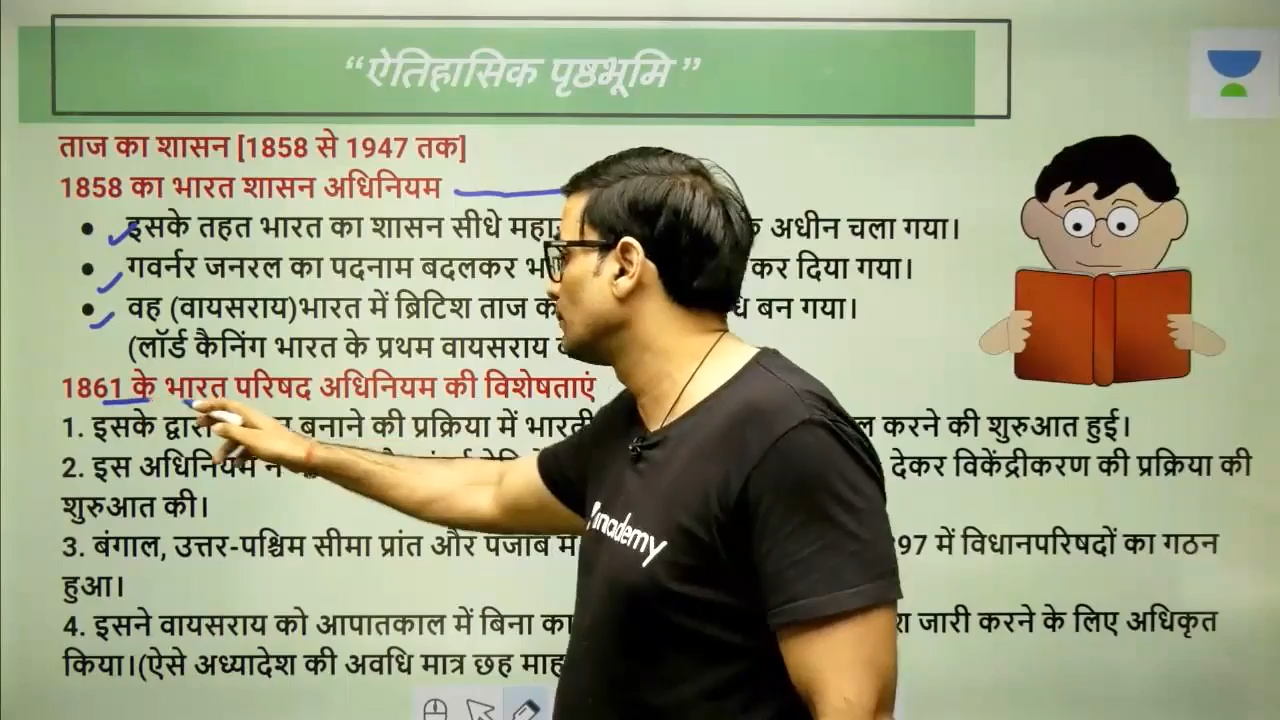 “ऐतिहासिक पृष्ठभूमि”
ताज का शासन [1858 से 1947 तक]
1858 का भारत शासन अधिनियम
इसके तहत भारत का शासन सीधे अधीन चला गया।
गवर्नर जनरल का पदनाम बदलकर कर दिया गया।
वह (वायसराय)भारत में ब्रिटिश ताज बन गया।
(लॉर्ड कैनिंग भारत के प्रथम वायसराय
1861 के भारत परिषद अधिनियम की विशेषताएं
1. इसके बनाने की प्रक्रिया में करने की शुरुआत हुई।
2. इस अधिनियम देकर विकेंद्रीकरण की प्रक्रिया की
शुरुआत की।
3. बंगाल, उत्तर-पश्चिम सीमा प्रांत और पंजाब में विधानपरिषदों का गठन
हुआ।
4. इसने वायसराय को आपातकाल में बिना जारी करने के लिए अधिकृत
किया।(ऐसे अध्यादेश की अवधि मात्र छह
unacademy